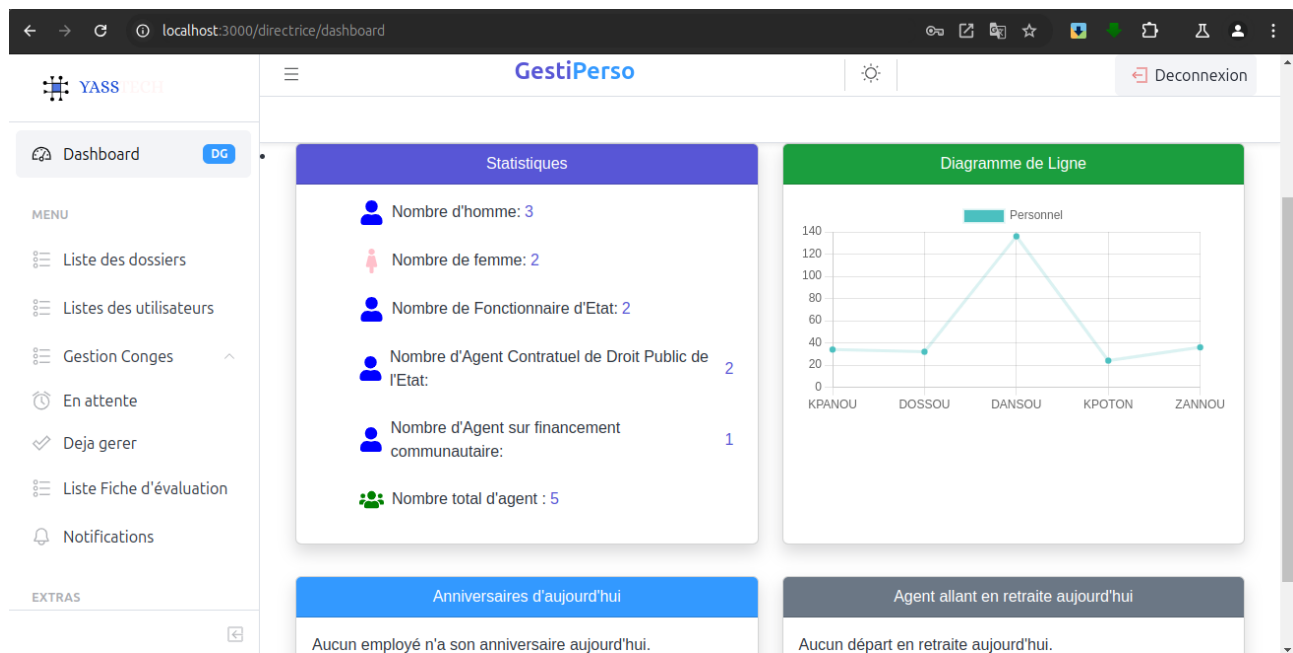 localhost:3000/directrice/dashboard
YASSTECH
GestiPerso
Deconnexion
Dashboard
DG
MENU
Liste des dossiers
Listes des utilisateurs
Gestion Conges
En attente
Deja gerer
Liste Fiche d'évaluation
Notifications
EXTRAS
Statistiques
Nombre d'homme: 3
Nombre de femme: 2
Nombre de Fonctionnaire d'Etat: 2
Nombre d'Agent Contratuel de Droit Public de
l'Etat:
2
Nombre d'Agent sur financement
communautaire:
1
Nombre total d'agent : 5
Diagramme de Ligne
Personnel
140
120
100
80
60
40
20
0
KPANOU DOSSOU DANSOU KPOTON ZANNOU
Anniversaires d'aujourd'hui
Aucun employé n'a son anniversaire aujourd'hui.
Agent allant en retraite aujourd'hui
Aucun départ en retraite aujourd'hui.